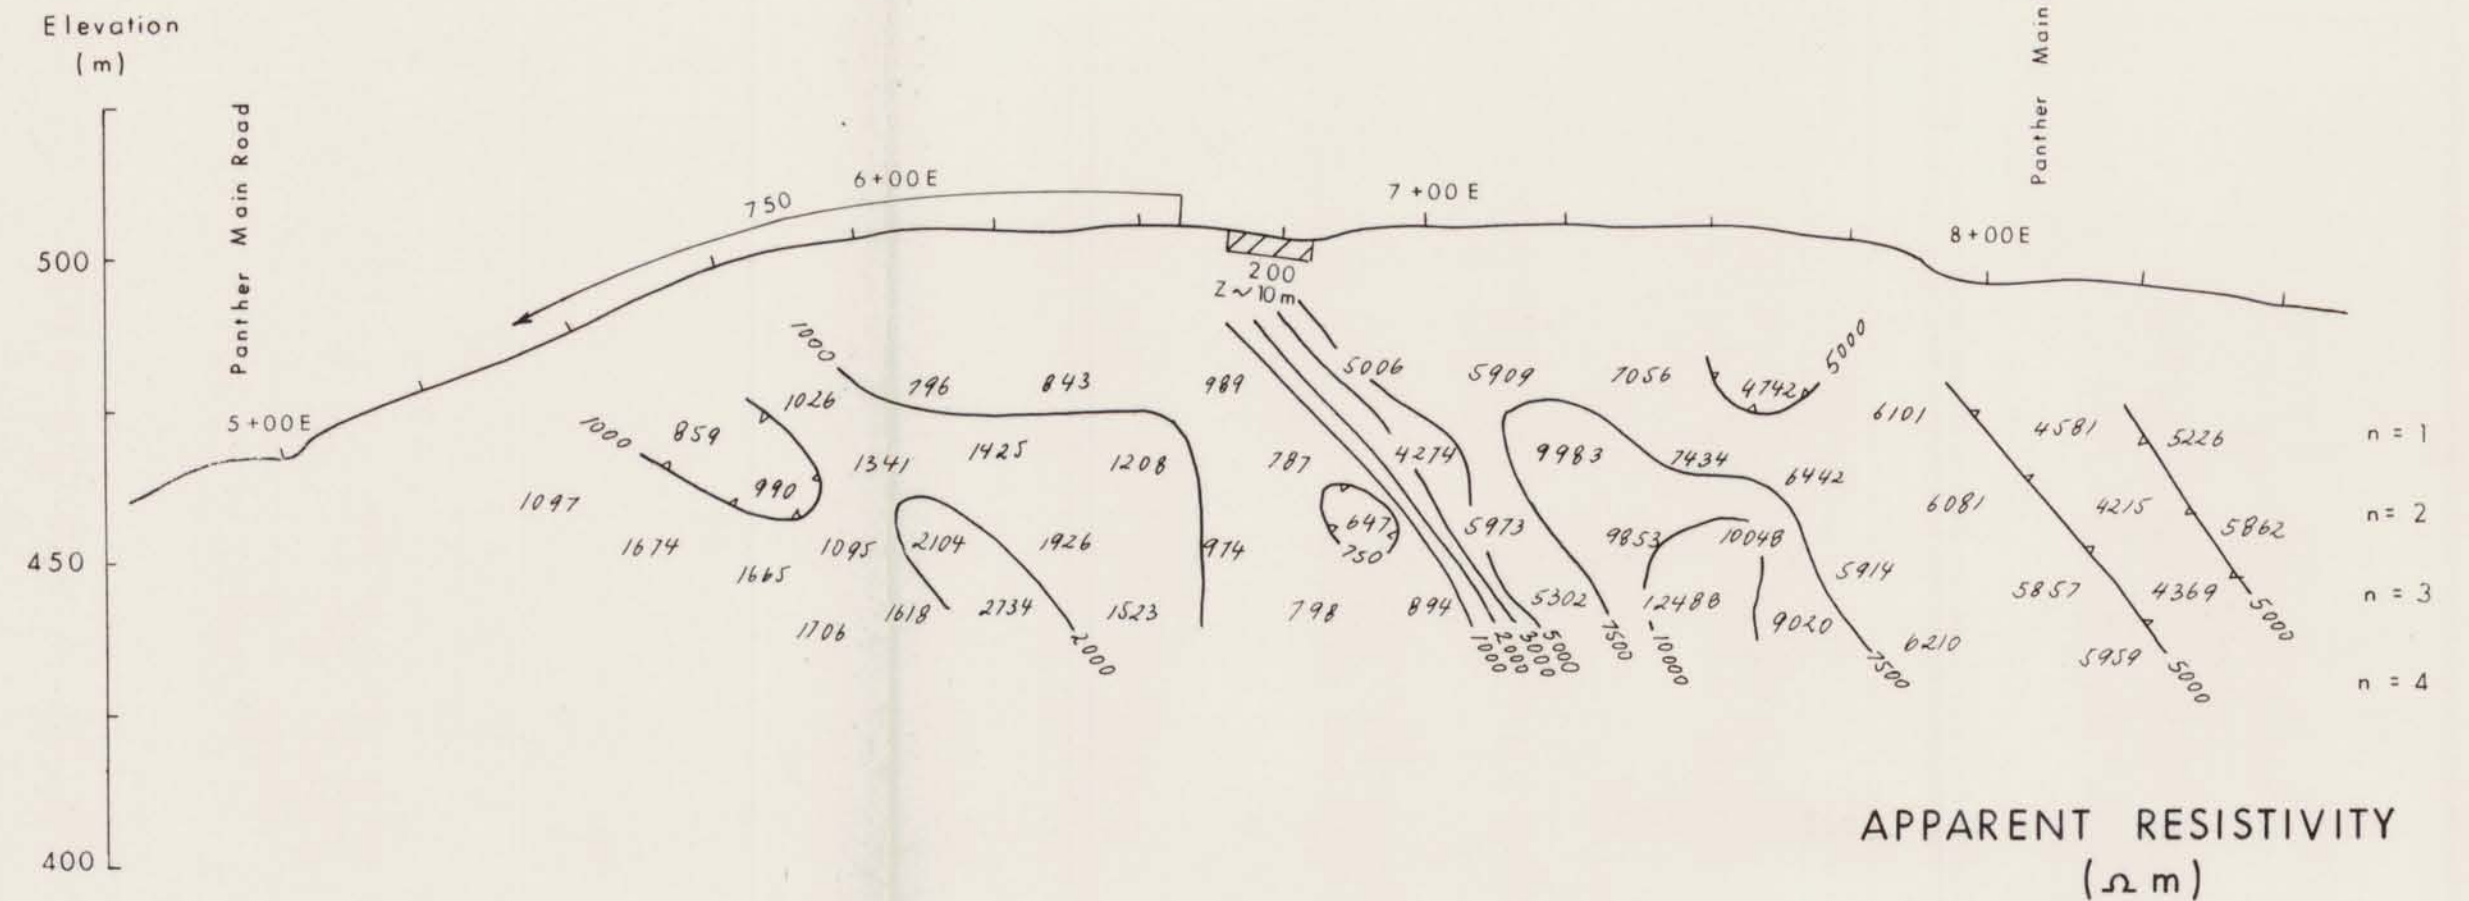 Elevation
(m)
Panther Main Road
Panther Main
750
6+00E
7+00E
8+00E
5+00E
500
450
400
200
Z~10m
1000
5000
5006 5909 7056 4742
796 843 989
1026 6101
1000 859 4581 5226 n = 1
1341 1425 1208 787 4274 9983 7434 6442
1097 990 6081 4215 5862 n = 2
647
750
5973
1674 1095 2104 1926 974 9853 10048
1665 5914
5857 4369 n = 3
5000
1618 2734 1523 798 894 5302 12488 9020
1706 6210
5959
2000 1000 2000 3000 5000 7500 -10000 7500 5000
n = 4
APPARENT RESISTIVITY
(Ω m)